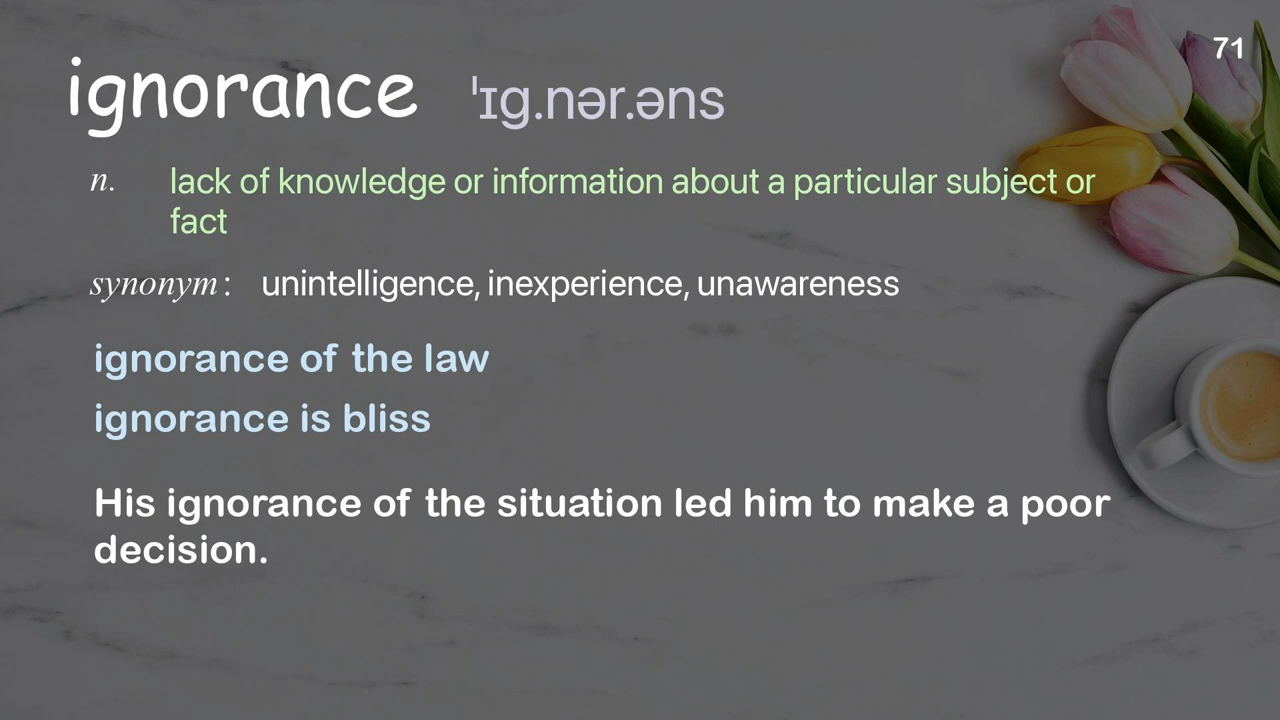 71
ignorance ˈɪɡ.nər.əns
n. lack of knowledge or information about a particular subject or
fact
synonym: unintelligence, inexperience, unawareness
ignorance of the law
ignorance is bliss
His ignorance of the situation led him to make a poor
decision.